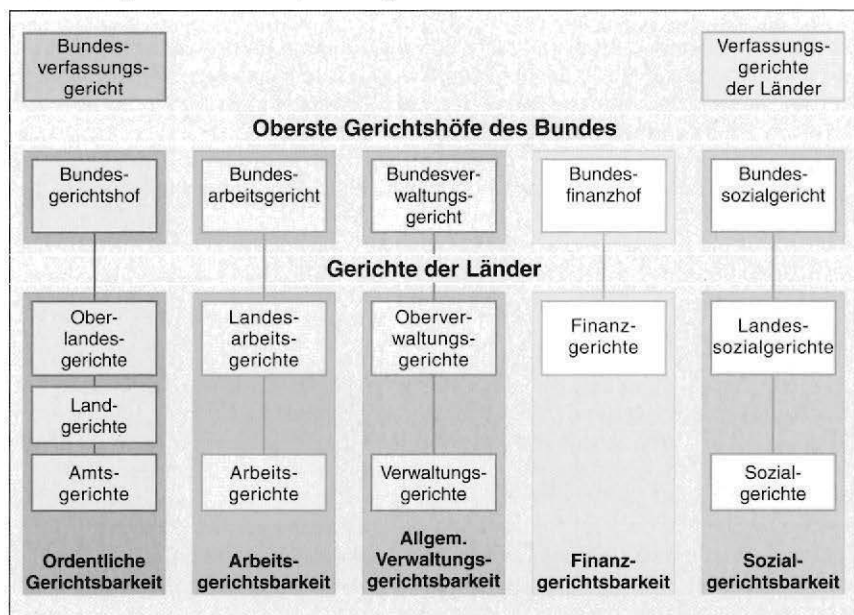 Bundes-
verfassungs-
gericht
Verfassungs-
gerichte
der Länder
Oberste Gerichtshöfe des Bundes
Bundes-
gerichtshof
Bundes-
arbeitsgericht
Bundesver-
waltungs-
gericht
Bundes-
finanzhof
Bundes-
sozialgericht
Gerichte der Länder
Ober-
landes-
gerichte
Landes-
arbeits-
gerichte
Oberver-
waltungs-
gerichte
Finanz-
gerichte
Landes-
sozialgerichte
Land-
gerichte
Amts-
gerichte
Arbeits-
gerichte
Verwaltungs-
gerichte
Sozial-
gerichte
Ordentliche
Gerichtsbarkeit
Arbeits-
gerichtsbarkeit
Allgem.
Verwaltungs-
gerichtsbarkeit
Finanz-
gerichtsbarkeit
Sozial-
gerichtsbarkeit